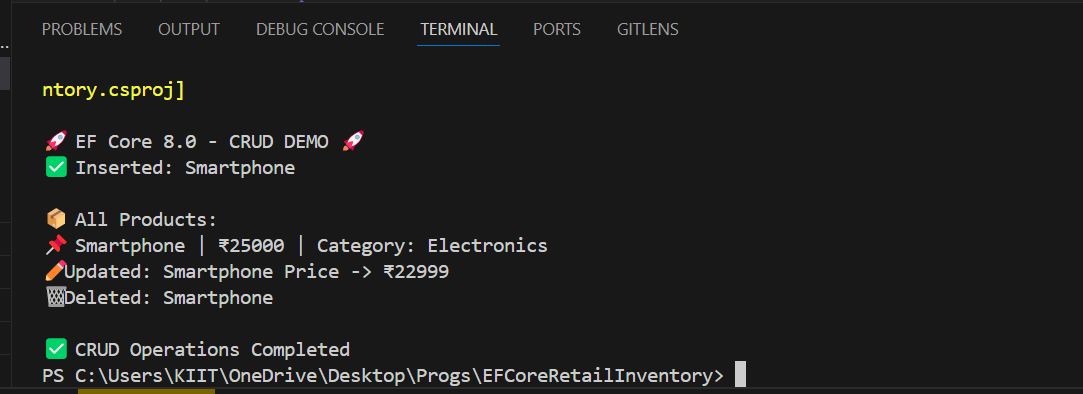 PROBLEMS OUTPUT DEBUG CONSOLE TERMINAL PORTS GITLENS
ntory.csproj]
🚀 EF Core 8.0 - CRUD DEMO 🚀
✅ Inserted: Smartphone
📦 All Products:
📌 Smartphone | ₹25000 | Category: Electronics
✏️Updated: Smartphone Price -> ₹22999
🗑️Deleted: Smartphone
✅ CRUD Operations Completed
PS C:\Users\KIIT\OneDrive\Desktop\Progs\EFCoreRetailInventory>